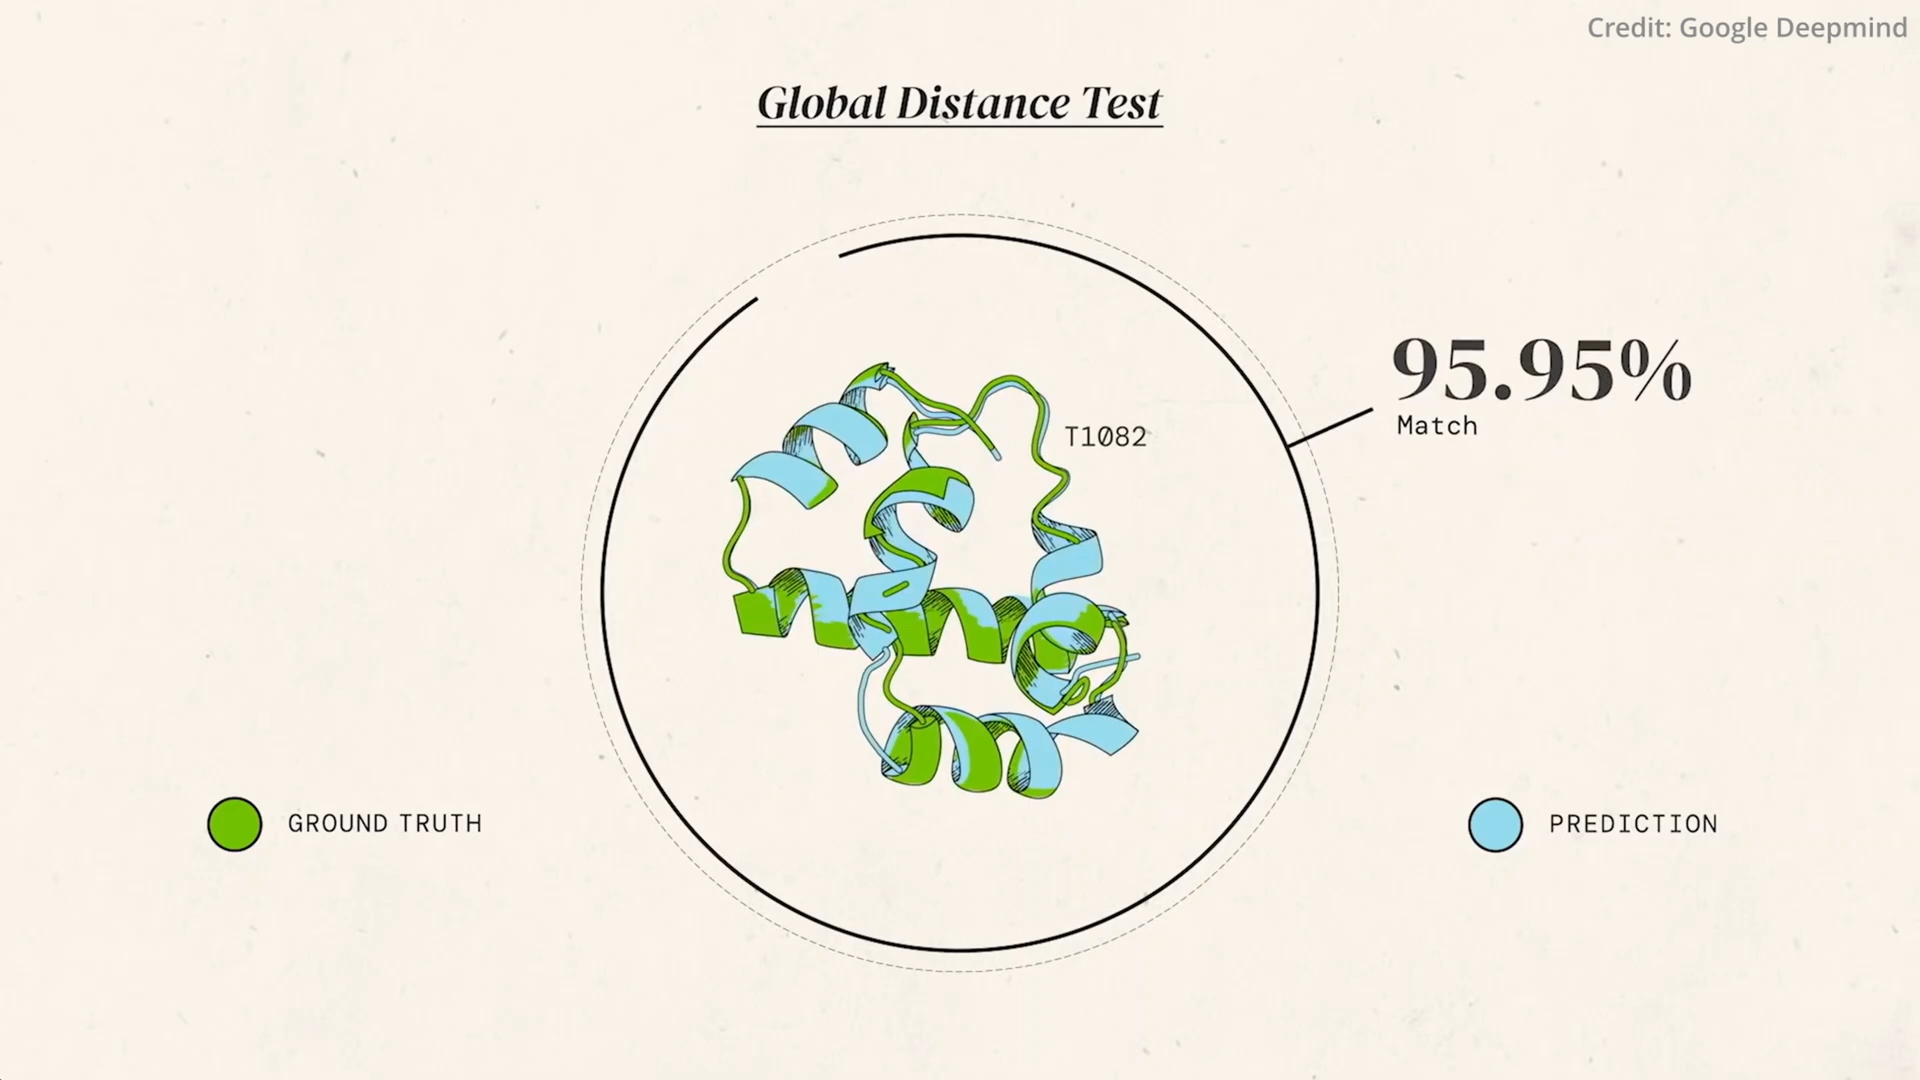 Credit: Google Deepmind
Global Distance Test
95.95%
Match
T1082
GROUND TRUTH
PREDICTION